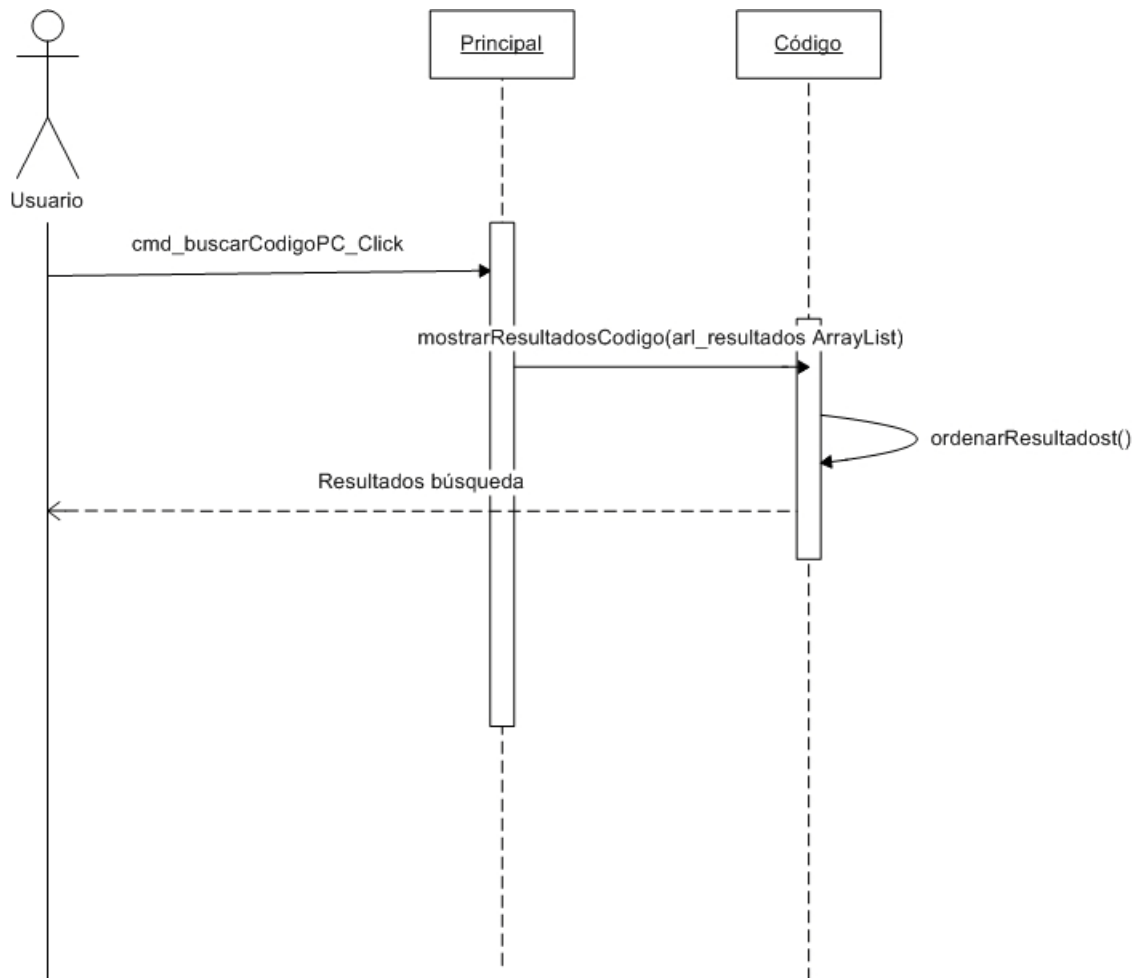 Principal
Código
Usuario
cmd_buscarCodigoPC_Click
mostrarResultadosCodigo(arl_resultados ArrayList)
ordenarResultadost()
Resultados búsqueda